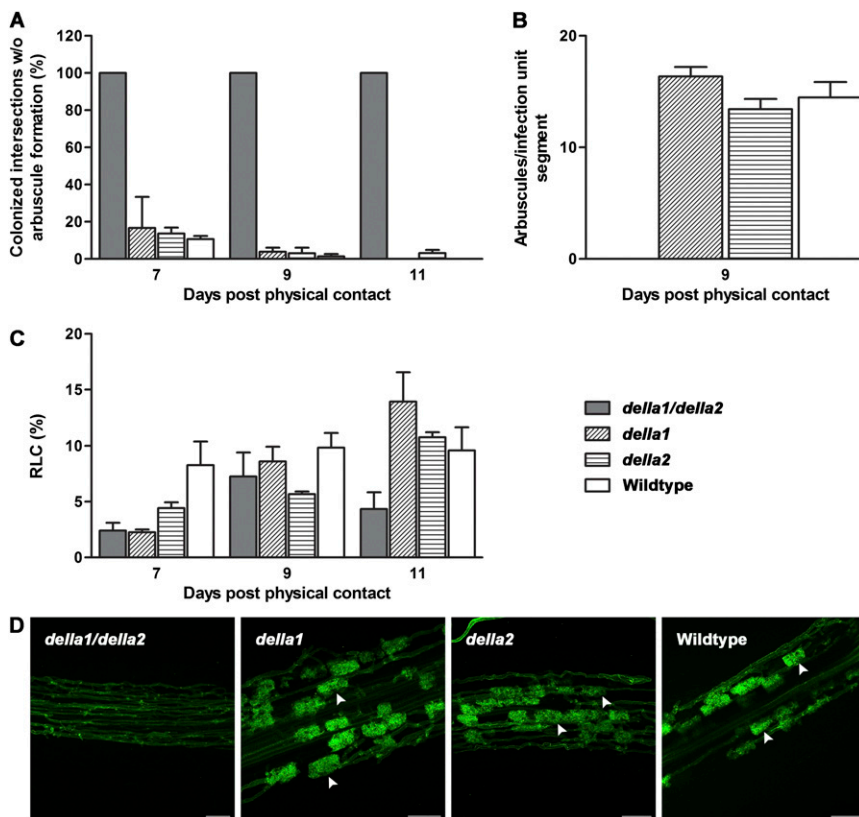 A
Colonized intersections w/o
arbuscule formation (%)
120
100
80
60
40
20
0
7
9
11
Days post physical contact
B
Arbuscules/infection unit
segment
20
10
0
9
Days post physical contact
C
RLC (%)
20
15
10
5
0
7
9
11
Days post physical contact
della1/della2
della1
della2
Wildtype
D
della1/della2
della1
della2
Wildtype